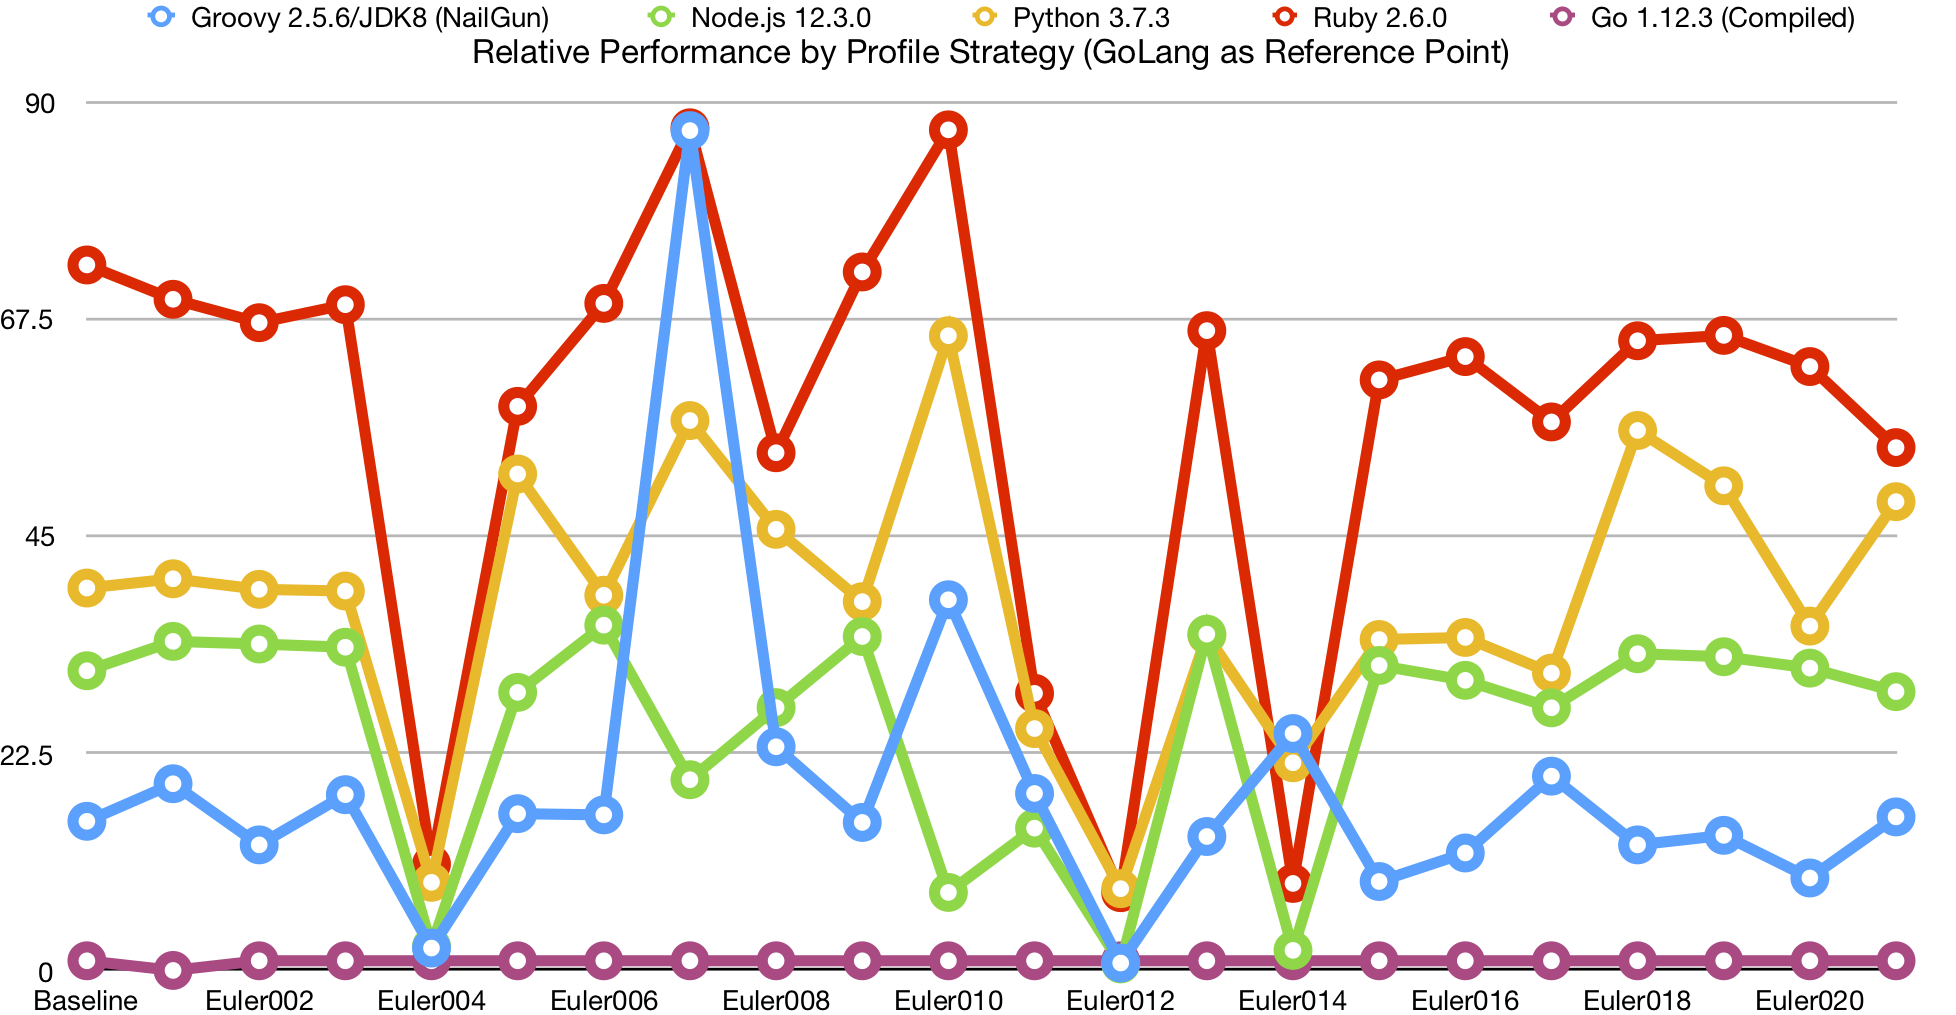 Groovy 2.5.6/JDK8 (NailGun) Node.js 12.3.0 Python 3.7.3 Ruby 2.6.0 Go 1.12.3 (Compiled)
Relative Performance by Profile Strategy (GoLang as Reference Point)
90
67.5
45
22.5
0
Baseline Euler002 Euler004 Euler006 Euler008 Euler010 Euler012 Euler014 Euler016 Euler018 Euler020